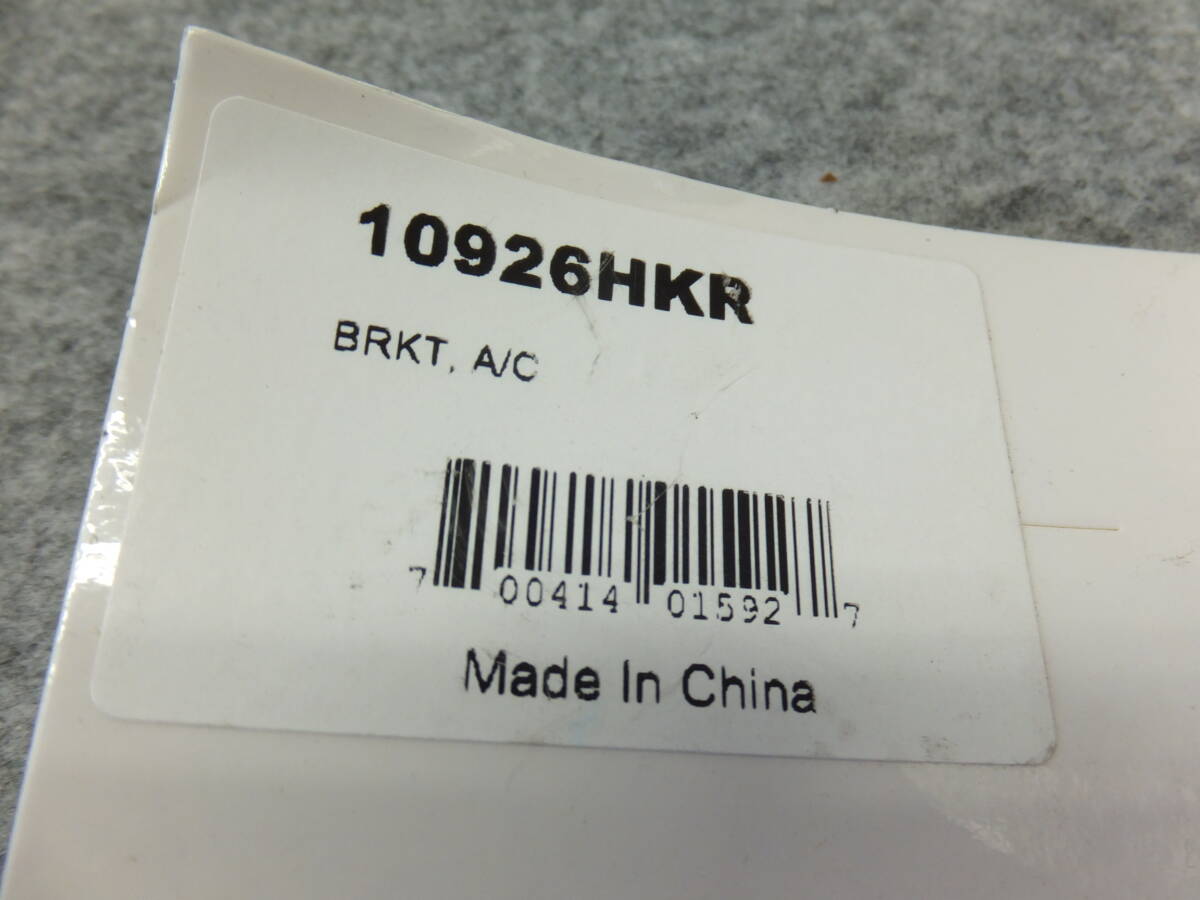 10926HKR
BRKT, A/C
7 00414 01592 7
Made In China